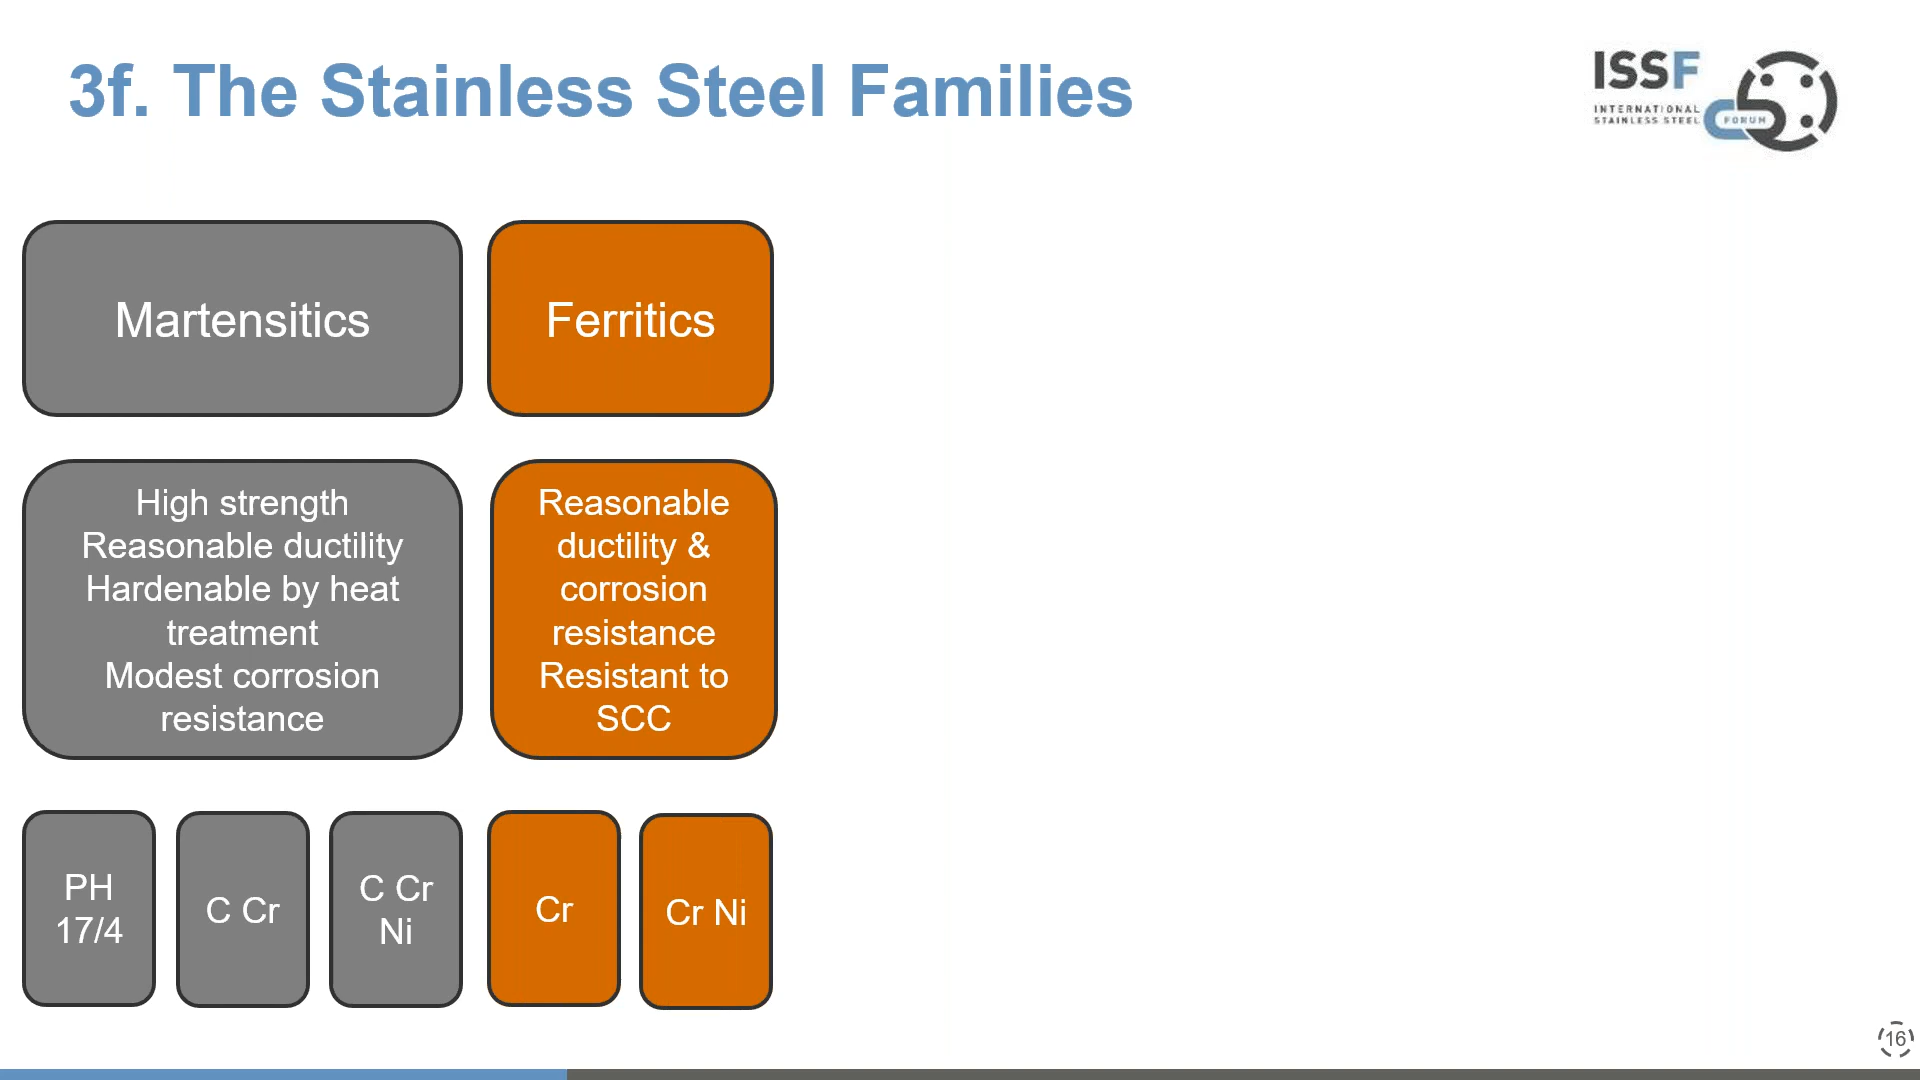 3f. The Stainless Steel Families
ISSF
INTERNATIONAL
STAINLESS STEEL
FORUM
Martensitics
Ferritics
High strength
Reasonable ductility
Hardenable by heat
treatment
Modest corrosion
resistance
Reasonable
ductility &
corrosion
resistance
Resistant to
SCC
PH
17/4
C Cr
C Cr
Ni
Cr
Cr Ni
16